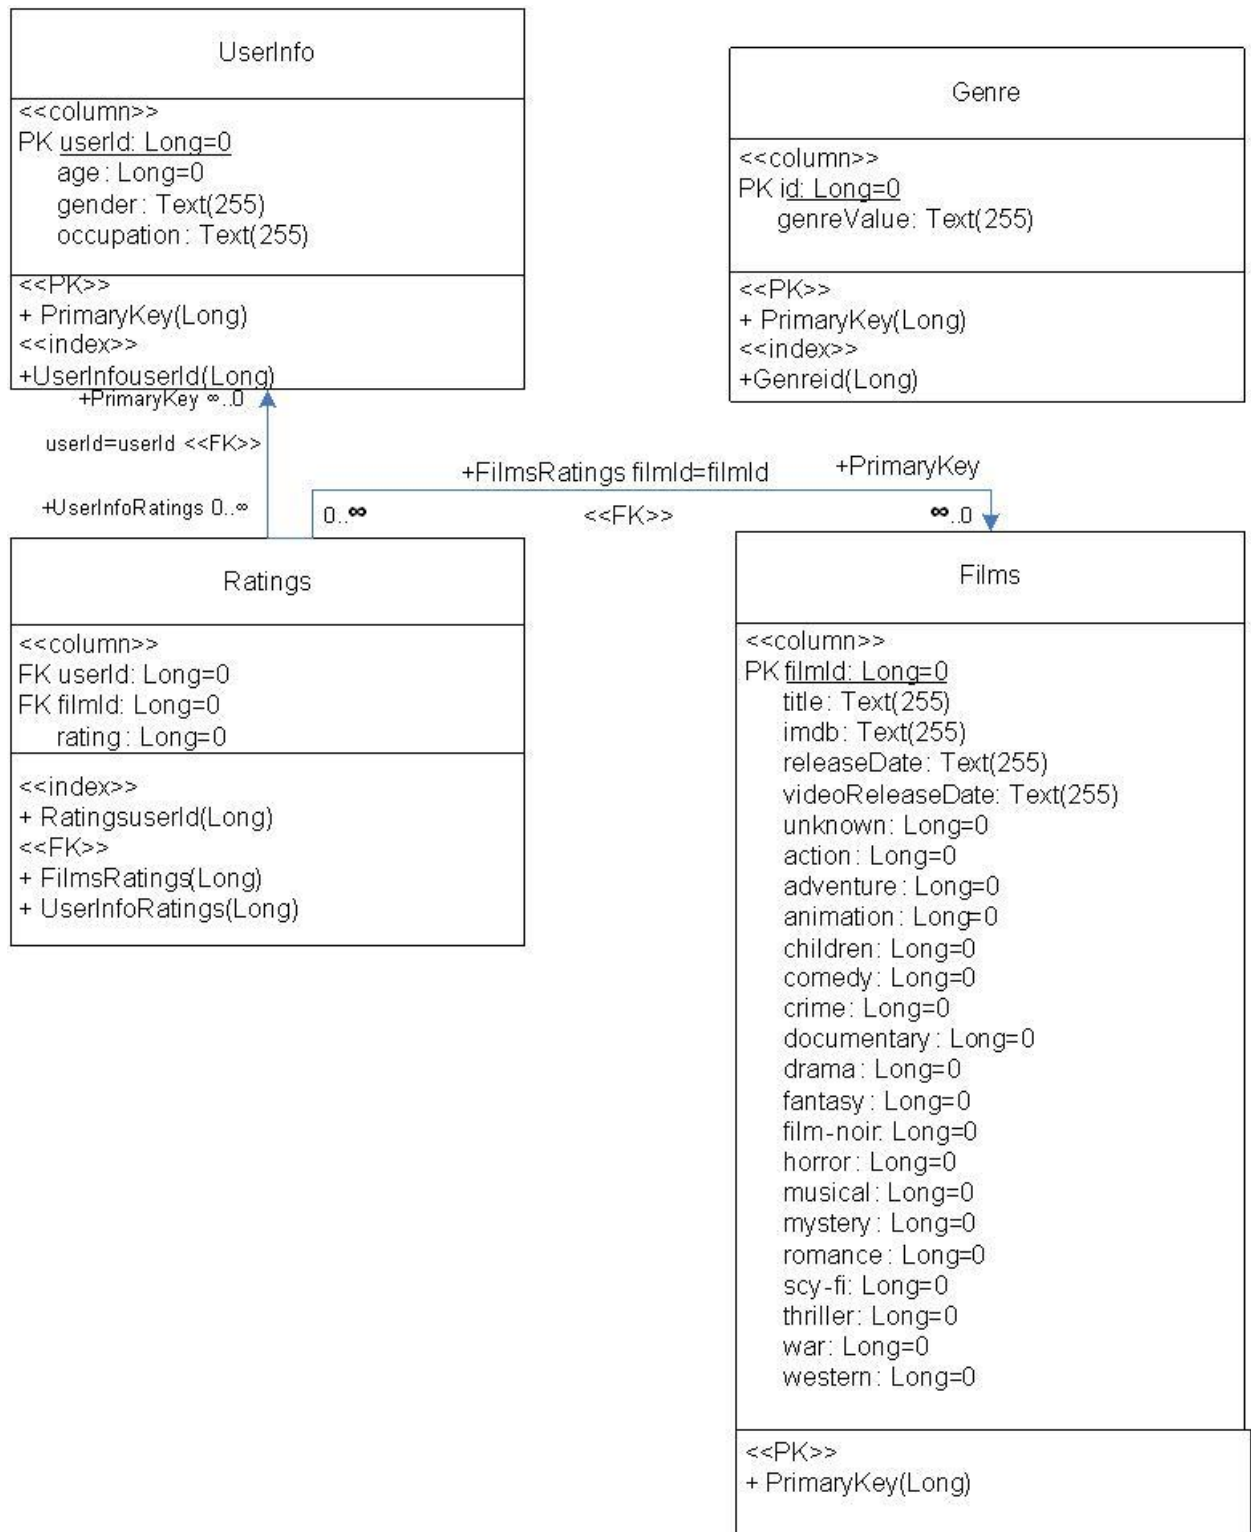 UserInfo
<<column>>
PK userId: Long=0
age: Long=0
gender: Text(255)
occupation: Text(255)
<<PK>>
+ PrimaryKey(Long)
<<index>>
+UserInfouserId(Long)
Genre
<<column>>
PK id: Long=0
genreValue: Text(255)
<<PK>>
+ PrimaryKey(Long)
<<index>>
+Genreid(Long)
+PrimaryKey ∞..0
userId=userId <<FK>>
+UserInfoRatings 0..∞
+FilmsRatings filmId=filmId
+PrimaryKey
0..∞
<<FK>>
∞..0
Ratings
<<column>>
FK userId: Long=0
FK filmId: Long=0
rating: Long=0
<<index>>
+ RatingsuserId(Long)
<<FK>>
+ FilmsRatings(Long)
+ UserInfoRatings(Long)
Films
<<column>>
PK filmId: Long=0
title: Text(255)
imdb: Text(255)
releaseDate: Text(255)
videoReleaseDate: Text(255)
unknown: Long=0
action: Long=0
adventure: Long=0
animation: Long=0
children: Long=0
comedy: Long=0
crime: Long=0
documentary: Long=0
drama: Long=0
fantasy: Long=0
film-noir: Long=0
horror: Long=0
musical: Long=0
mystery: Long=0
romance: Long=0
scy-fi: Long=0
thriller: Long=0
war: Long=0
western: Long=0
<<PK>>
+ PrimaryKey(Long)